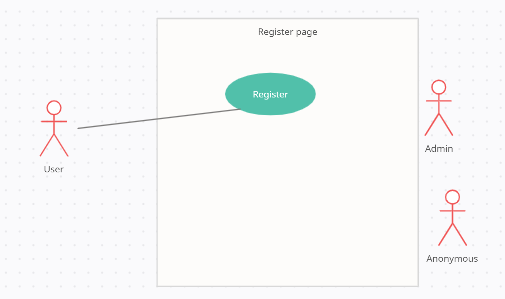 Register page
Register
User
Admin
Anonymous